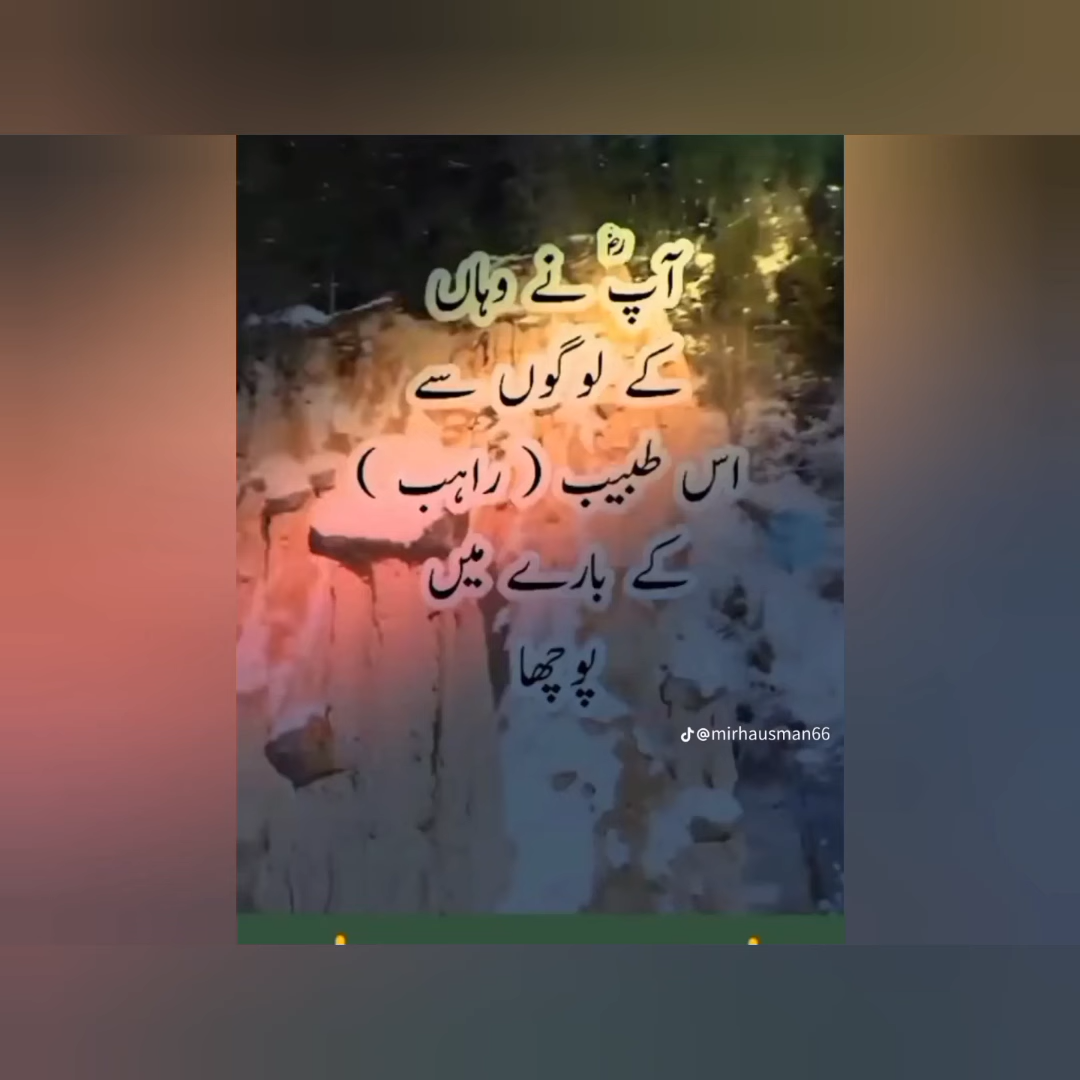 آپؓ نے وہاں
کے لوگوں سے
اس طبیب ( راہب )
کے بارے میں
پوچھا
@mirhausman66